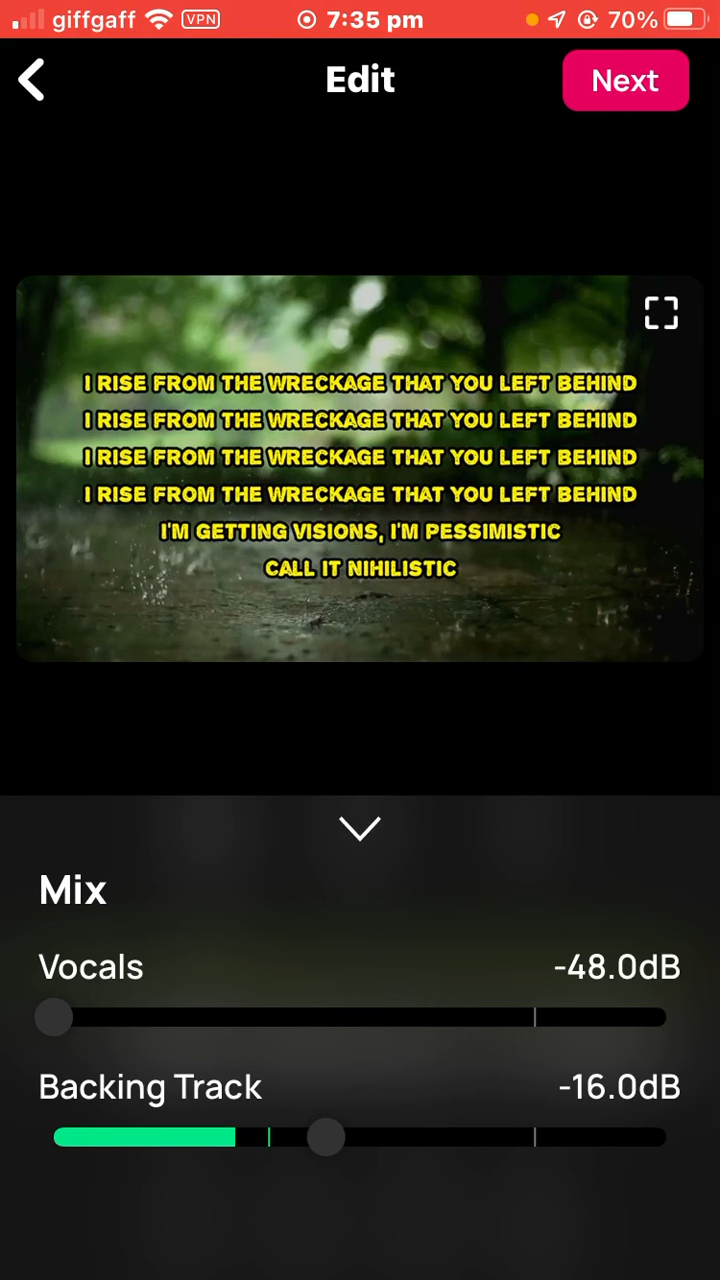 giffgaff VPN 7:35 pm 70%
Edit
Next
I RISE FROM THE WRECKAGE THAT YOU LEFT BEHIND
I RISE FROM THE WRECKAGE THAT YOU LEFT BEHIND
I RISE FROM THE WRECKAGE THAT YOU LEFT BEHIND
I RISE FROM THE WRECKAGE THAT YOU LEFT BEHIND
I'M GETTING VISIONS, I'M PESSIMISTIC
CALL IT NIHILISTIC
Mix
Vocals -48.0dB
Backing Track -16.0dB